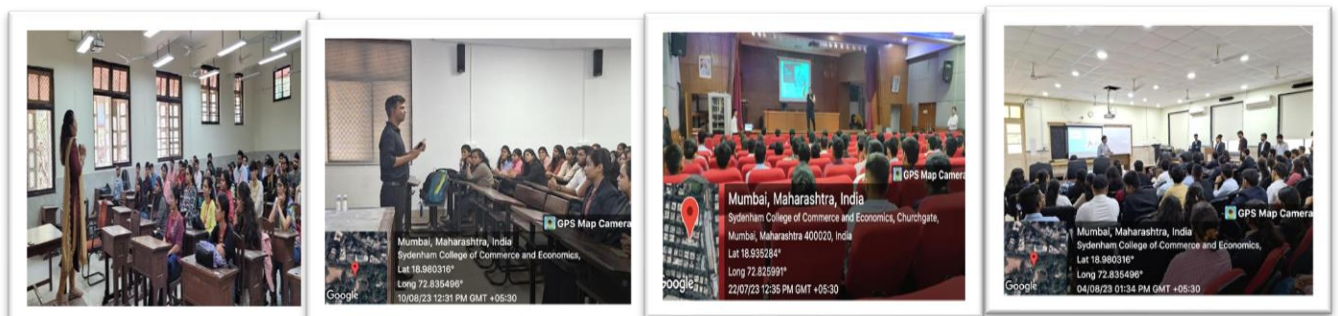 GPS Map Camera
Mumbai, Maharashtra, India
Sydenham College of Commerce and Economics,
Lat 18.980316°
Long 72.835496°
10/08/23 12:31 PM GMT +05:30
Google
GPS Map Camera
Mumbai, Maharashtra, India
Sydenham College of Commerce and Economics, Churchgate,
Mumbai, Maharashtra 400020, India
Lat 18.935284°
Long 72.825991°
22/07/23 12:35 PM GMT +05:30
Google
GPS Map Camera
Mumbai, Maharashtra, India
Sydenham College of Commerce and Economics,
Lat 18.980316°
Long 72.835496°
04/08/23 01:34 PM GMT +05:30
Google